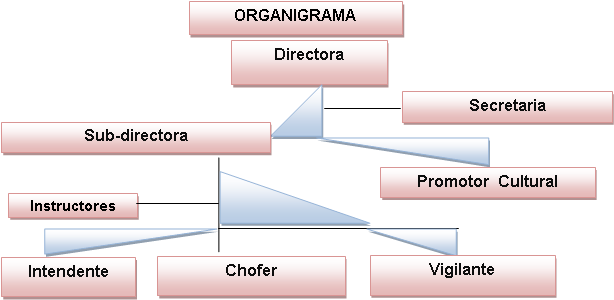 ORGANIGRAMA
Directora
Secretaria
Sub-directora
Promotor Cultural
Instructores
Intendente
Chofer
Vigilante